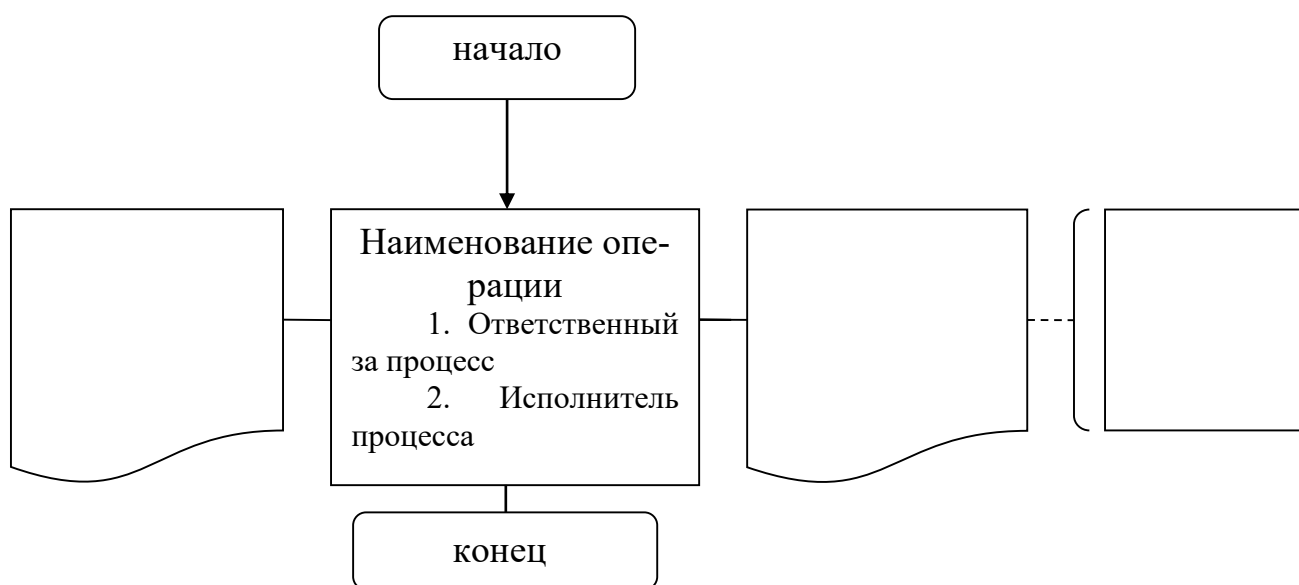 начало
Наименование опе-
рации
1. Ответственный
за процесс
2. Исполнитель
процесса
конец